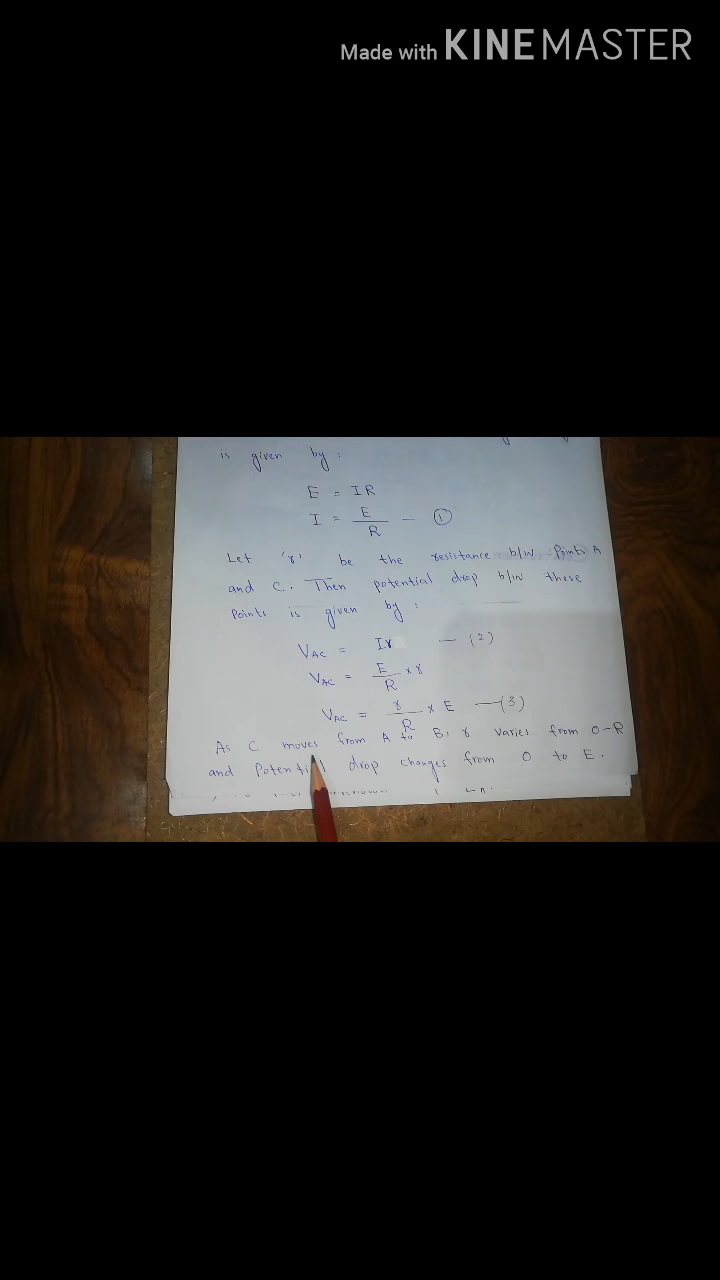 Made with KINEMASTER
is given by :
E = IR
I = E/R — ①
Let 'r' be the resistance b/w Points A
and C. Then potential drop b/w these
Points is given by :
VAC = Ir — (2)
VAC = E/R × r
VAC = r/R × E — (3)
As C moves from A to B, r varies from 0-R
and Potential drop changes from 0 to E.